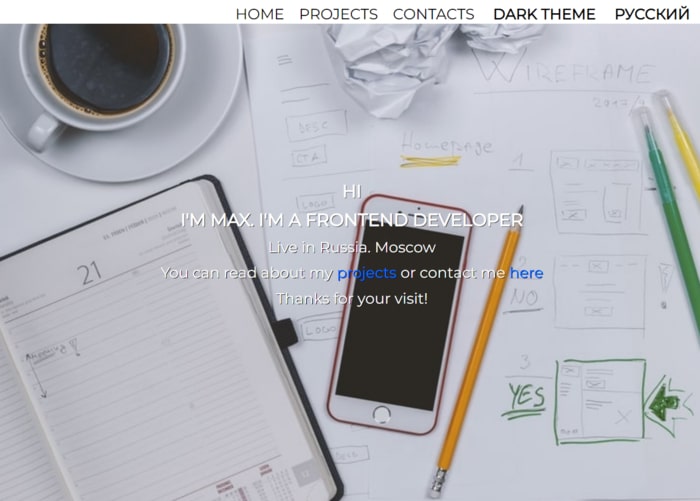 HOME PROJECTS CONTACTS DARK THEME РУССКИЙ
WIREFRAME
2017/
DESC
Homepage
1
CTA
LOGO
HI
I'M MAX. I'M A FRONTEND DEVELOPER
Live in Russia. Moscow
You can read about my projects or contact me here
Thanks for your visit!
21
2
NO
LOGO
3
YES
DESC